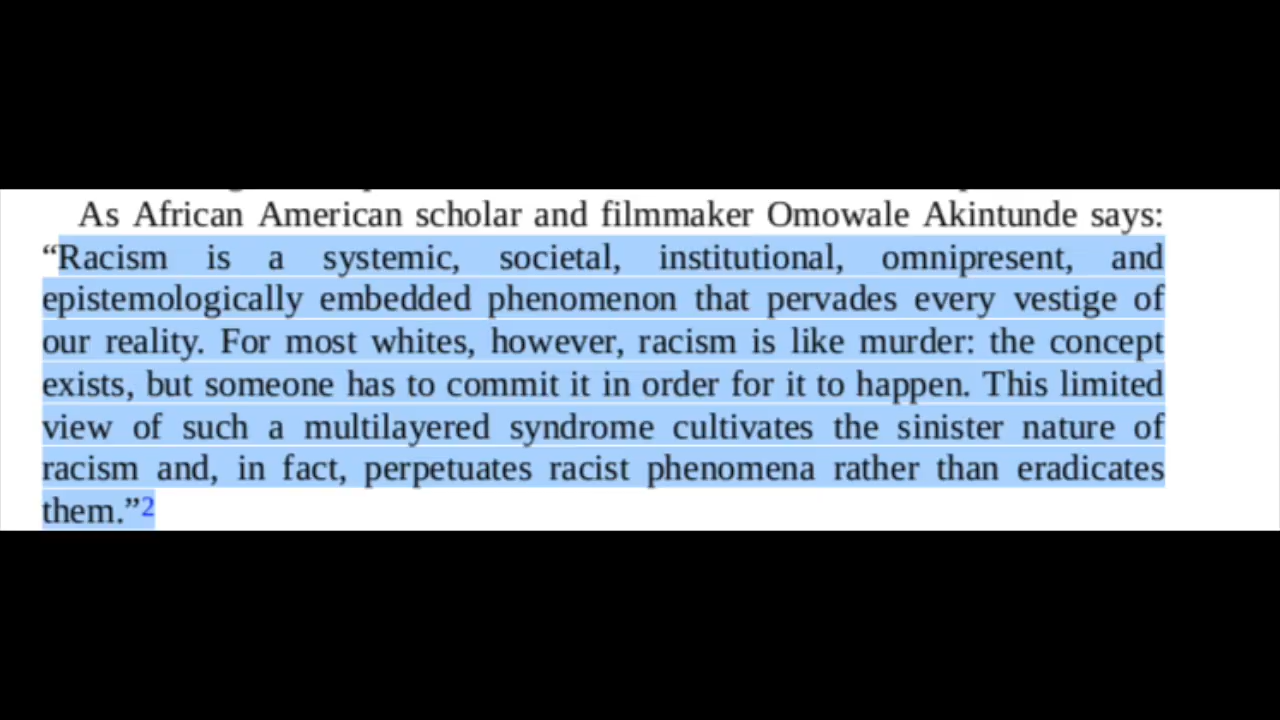 As African American scholar and filmmaker Omowale Akintunde says:
“Racism is a systemic, societal, institutional, omnipresent, and
epistemologically embedded phenomenon that pervades every vestige of
our reality. For most whites, however, racism is like murder: the concept
exists, but someone has to commit it in order for it to happen. This limited
view of such a multilayered syndrome cultivates the sinister nature of
racism and, in fact, perpetuates racist phenomena rather than eradicates
them.”2